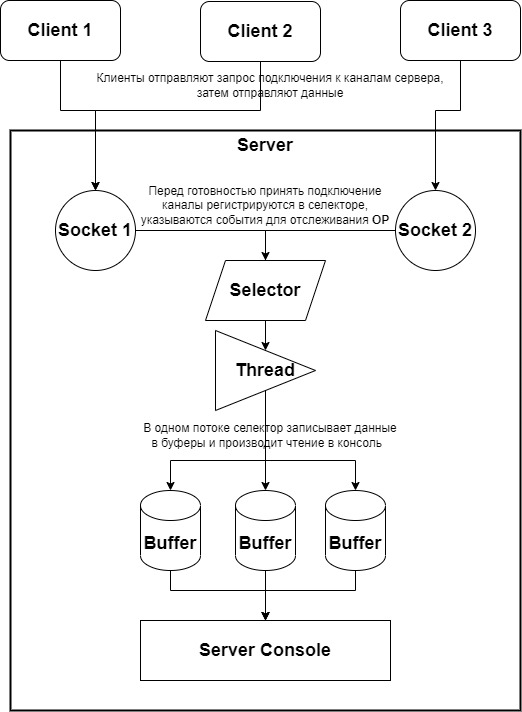 Client 1
Client 2
Client 3
Клиенты отправляют запрос подключения к каналам сервера,
затем отправляют данные
Server
Перед готовностью принять подключение
каналы регистрируются в селекторе,
указываются события для отслеживания OP
Socket 1
Socket 2
Selector
Thread
В одном потоке селектор записывает данные
в буферы и производит чтение в консоль
Buffer
Buffer
Buffer
Server Console